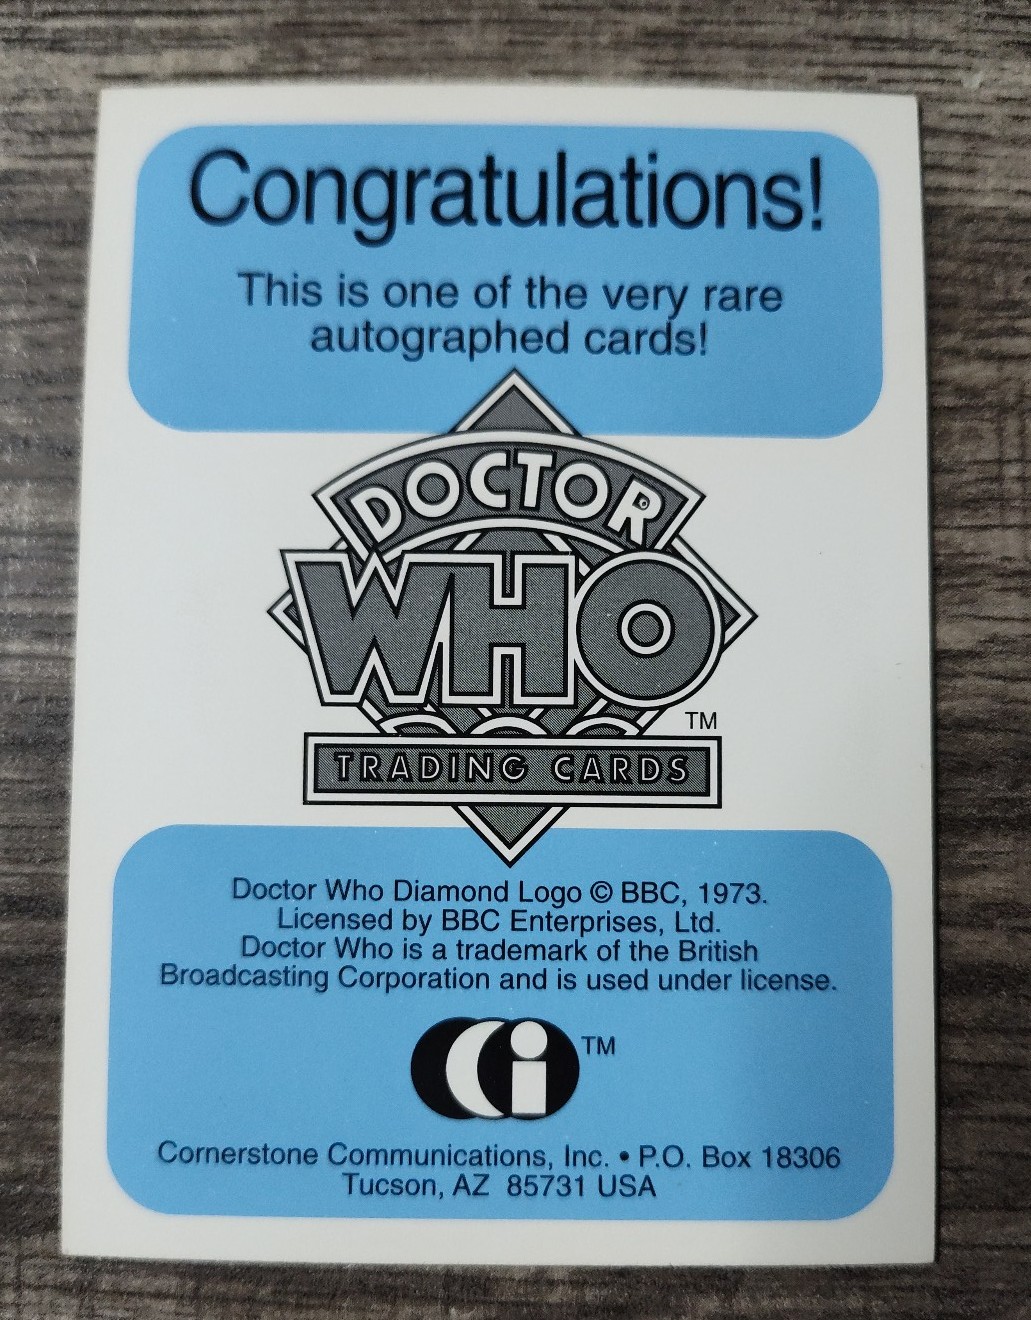 Congratulations!
This is one of the very rare
autographed cards!
DOCTOR
WHO
TM
TRADING CARDS
Doctor Who Diamond Logo © BBC, 1973.
Licensed by BBC Enterprises, Ltd.
Doctor Who is a trademark of the British
Broadcasting Corporation and is used under license.
CCi TM
Cornerstone Communications, Inc. • P.O. Box 18306
Tucson, AZ 85731 USA